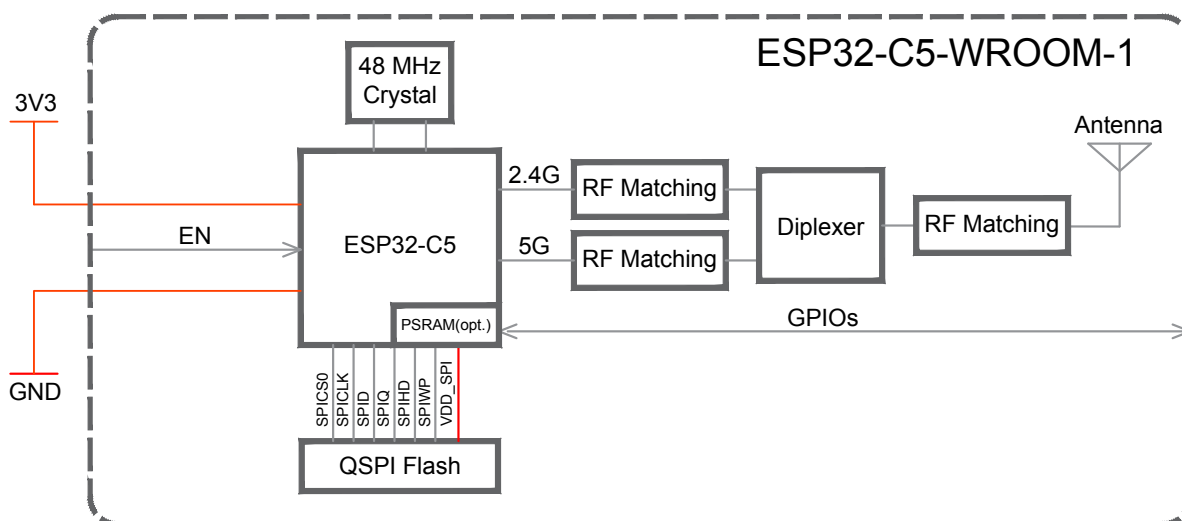 ESP32-C5-WROOM-1
48 MHz
Crystal
3V3
Antenna
2.4G
RF Matching
EN
ESP32-C5
Diplexer
RF Matching
5G
RF Matching
PSRAM(opt.)
GPIOs
GND
SPICS0
SPICLK
SPID
SPIQ
SPIHD
SPIWP
VDD_SPI
QSPI Flash